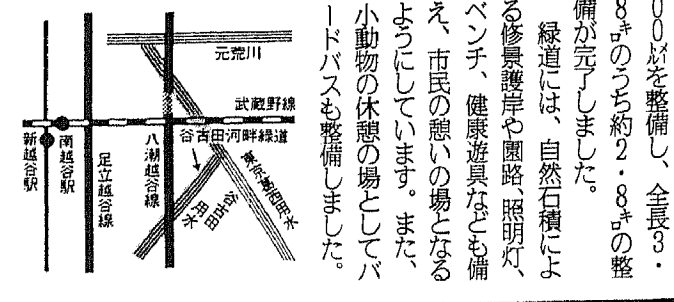 ００㍍を整備し、全長３・
８㌔のうち約２・８㌔の整
備が完了しました。
　緑道には、自然石積によ
る修景護岸や園路、照明灯、
ベンチ、健康遊具なども備
え、市民の憩いの場となる
ようにしています。また、
小動物の休憩の場としてバ
ードバスも整備しました。
元荒川
武蔵野線
谷古田河畔緑道
東京葛西用水
谷古田用水
八潮越谷線
足立越谷線
南越谷駅
新越谷駅